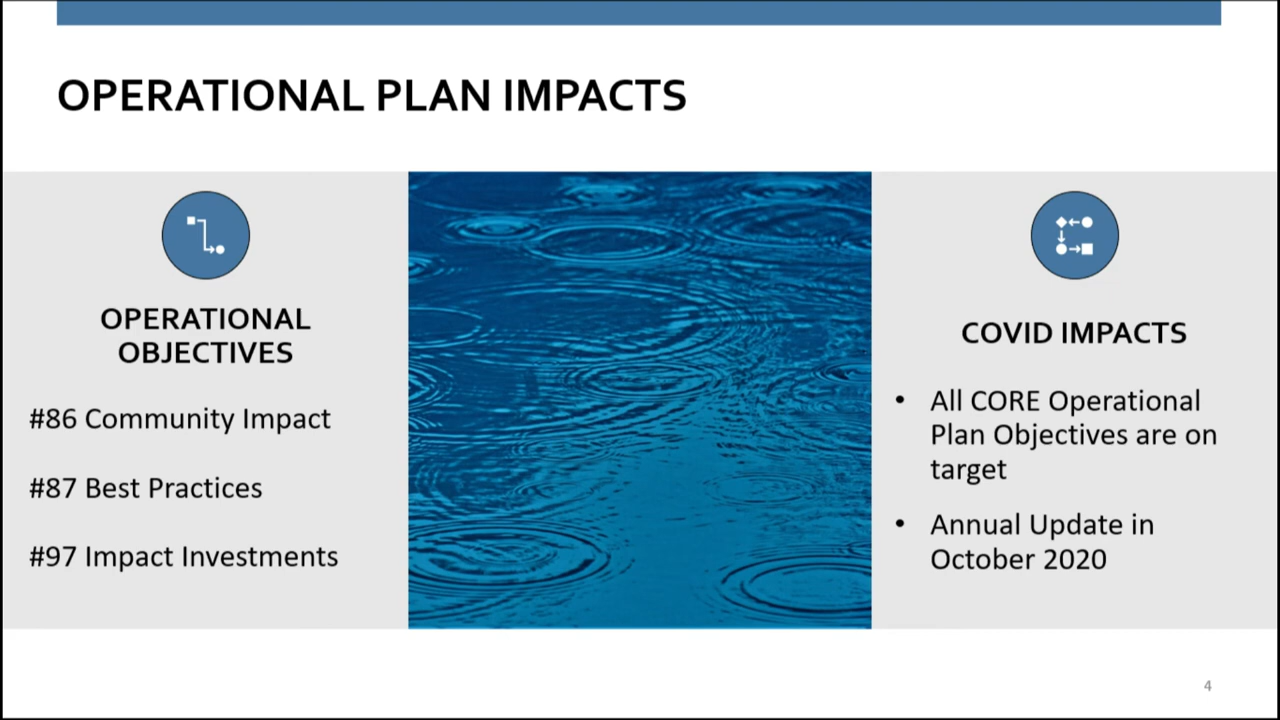 OPERATIONAL PLAN IMPACTS
OPERATIONAL
OBJECTIVES
#86 Community Impact
#87 Best Practices
#97 Impact Investments
COVID IMPACTS
• All CORE Operational
Plan Objectives are on
target
• Annual Update in
October 2020
4